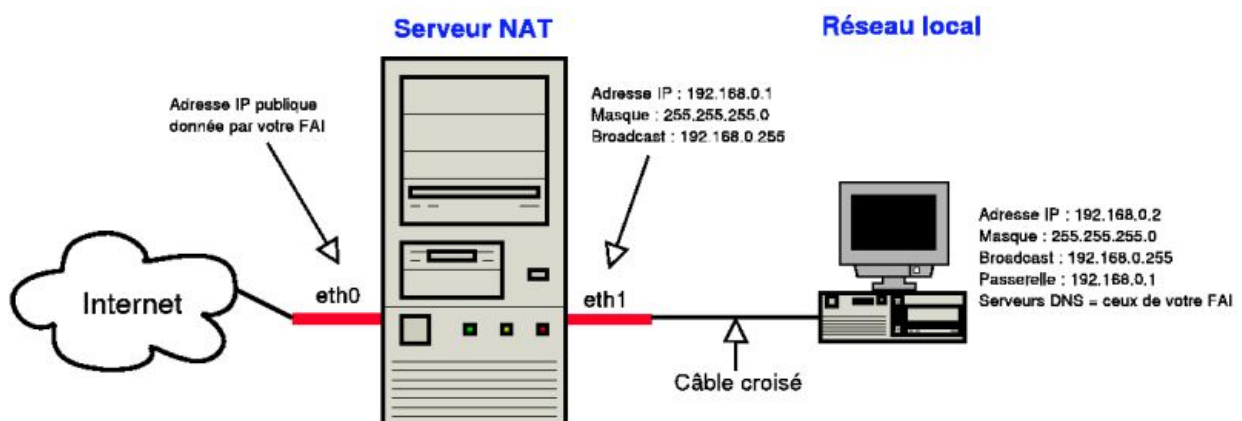 Serveur NAT
Réseau local
Adresse IP publique
donnée par votre FAI
Adresse IP : 192.168.0.1
Masque : 255.255.255.0
Broadcast : 192.168.0.255
Adresse IP : 192.168.0.2
Masque : 255.255.255.0
Broadcast : 192.168.0.255
Passerelle : 192.168.0.1
Serveurs DNS = ceux de votre FAI
Internet
eth0
eth1
Câble croisé